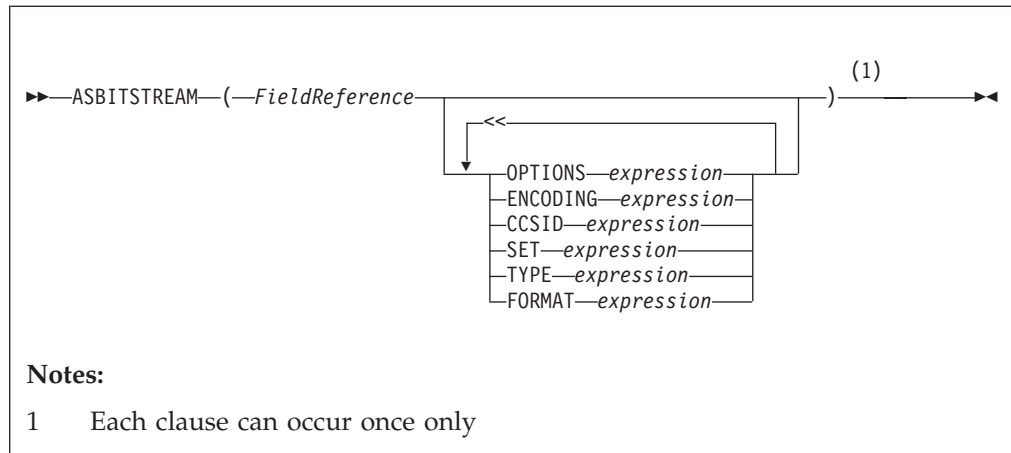 (1)
ASBITSTREAM ( FieldReference )
<<
OPTIONS expression
ENCODING expression
CCSID expression
SET expression
TYPE expression
FORMAT expression
Notes:
1 Each clause can occur once only